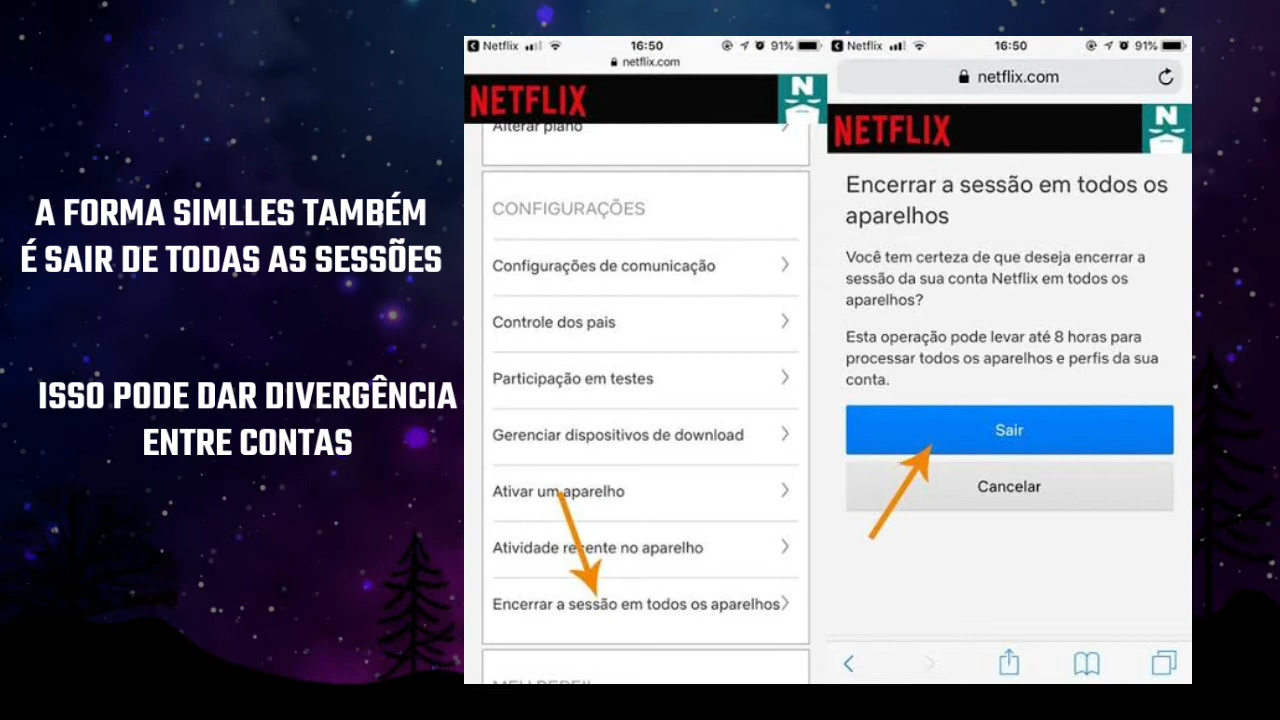 A FORMA SIMLLES TAMBÉM
É SAIR DE TODAS AS SESSÕES
ISSO PODE DAR DIVERGÊNCIA
ENTRE CONTAS
Netflix 16:50 91%
netflix.com
NETFLIX N
Alterar plano
CONFIGURAÇÕES
Configurações de comunicação
Controle dos pais
Participação em testes
Gerenciar dispositivos de download
Ativar um aparelho
Atividade recente no aparelho
Encerrar a sessão em todos os aparelhos
MEU PERFIL
Netflix 16:50 91%
netflix.com
NETFLIX N
Encerrar a sessão em todos os
aparelhos
Você tem certeza de que deseja encerrar a
sessão da sua conta Netflix em todos os
aparelhos?
Esta operação pode levar até 8 horas para
processar todos os aparelhos e perfis da sua
conta.
Sair
Cancelar